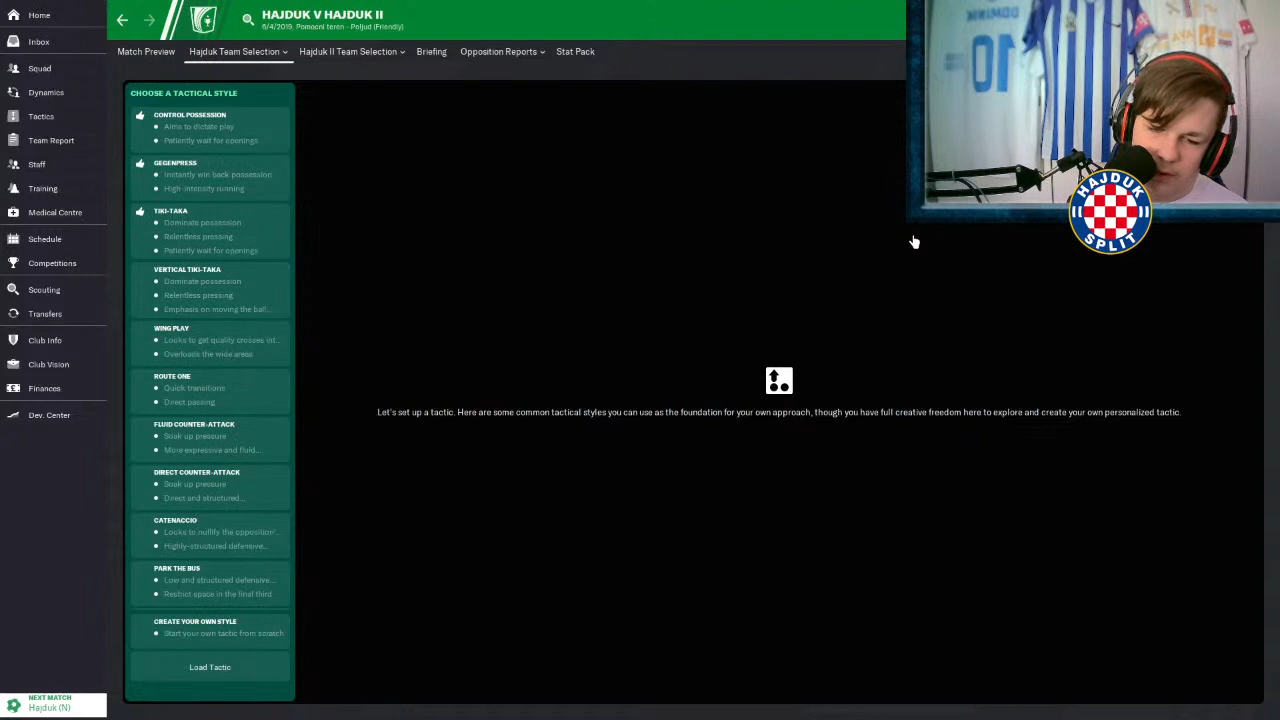 Home
Inbox
Squad
Dynamics
Tactics
Team Report
Staff
Training
Medical Centre
Schedule
Competitions
Scouting
Transfers
Club Info
Club Vision
Finances
Dev. Center
NEXT MATCH
Hajduk (N)
HAJDUK V HAJDUK II
6/4/2019, Pomocni teren - Poljud (Friendly)
Match Preview
Hajduk Team Selection
Hajduk II Team Selection
Briefing
Opposition Reports
Stat Pack
CHOOSE A TACTICAL STYLE
CONTROL POSSESSION
Aims to dictate play
Patiently wait for openings
GEGENPRESS
Instantly win back possession
High-intensity running
TIKI-TAKA
Dominate possession
Relentless pressing
Patiently wait for openings
VERTICAL TIKI-TAKA
Dominate possession
Relentless pressing
Emphasis on moving the ball...
WING PLAY
Looks to get quality crosses int...
Overloads the wide areas
ROUTE ONE
Quick transitions
Direct passing
FLUID COUNTER-ATTACK
Soak up pressure
More expressive and fluid...
DIRECT COUNTER-ATTACK
Soak up pressure
Direct and structured...
CATENACCIO
Looks to nullify the opposition'...
Highly-structured defensive...
PARK THE BUS
Low and structured defensive...
Restrict space in the final third
CREATE YOUR OWN STYLE
Start your own tactic from scratch
Load Tactic
Let's set up a tactic. Here are some common tactical styles you can use as the foundation for your own approach, though you have full creative freedom here to explore and create your own personalized tactic.
DOMINIK
10
HAJDUK
SPLIT